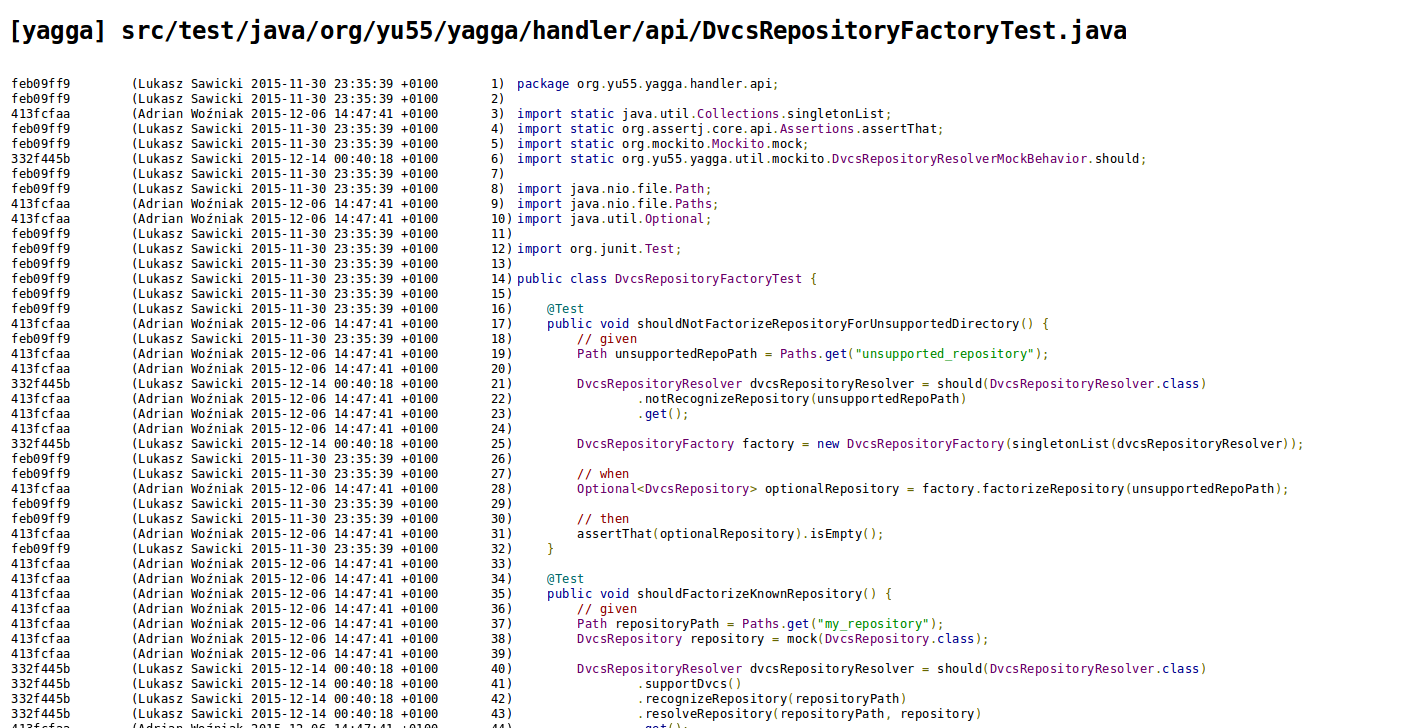 [yagga] src/test/java/org/yu55/yagga/handler/api/DvcsRepositoryFactoryTest.java
feb09ff9 (Lukasz Sawicki 2015-11-30 23:35:39 +0100 1) package org.yu55.yagga.handler.api;
feb09ff9 (Lukasz Sawicki 2015-11-30 23:35:39 +0100 2)
413fcfaa (Adrian Woźniak 2015-12-06 14:47:41 +0100 3) import static java.util.Collections.singletonList;
feb09ff9 (Lukasz Sawicki 2015-11-30 23:35:39 +0100 4) import static org.assertj.core.api.Assertions.assertThat;
feb09ff9 (Lukasz Sawicki 2015-11-30 23:35:39 +0100 5) import static org.mockito.Mockito.mock;
332f445b (Lukasz Sawicki 2015-12-14 00:40:18 +0100 6) import static org.yu55.yagga.util.mockito.DvcsRepositoryResolverMockBehavior.should;
feb09ff9 (Lukasz Sawicki 2015-11-30 23:35:39 +0100 7)
feb09ff9 (Lukasz Sawicki 2015-11-30 23:35:39 +0100 8) import java.nio.file.Path;
413fcfaa (Adrian Woźniak 2015-12-06 14:47:41 +0100 9) import java.nio.file.Paths;
413fcfaa (Adrian Woźniak 2015-12-06 14:47:41 +0100 10) import java.util.Optional;
feb09ff9 (Lukasz Sawicki 2015-11-30 23:35:39 +0100 11)
feb09ff9 (Lukasz Sawicki 2015-11-30 23:35:39 +0100 12) import org.junit.Test;
feb09ff9 (Lukasz Sawicki 2015-11-30 23:35:39 +0100 13)
feb09ff9 (Lukasz Sawicki 2015-11-30 23:35:39 +0100 14) public class DvcsRepositoryFactoryTest {
feb09ff9 (Lukasz Sawicki 2015-11-30 23:35:39 +0100 15)
feb09ff9 (Lukasz Sawicki 2015-11-30 23:35:39 +0100 16) @Test
413fcfaa (Adrian Woźniak 2015-12-06 14:47:41 +0100 17) public void shouldNotFactorizeRepositoryForUnsupportedDirectory() {
feb09ff9 (Lukasz Sawicki 2015-11-30 23:35:39 +0100 18) // given
413fcfaa (Adrian Woźniak 2015-12-06 14:47:41 +0100 19) Path unsupportedRepoPath = Paths.get("unsupported_repository");
413fcfaa (Adrian Woźniak 2015-12-06 14:47:41 +0100 20)
332f445b (Lukasz Sawicki 2015-12-14 00:40:18 +0100 21) DvcsRepositoryResolver dvcsRepositoryResolver = should(DvcsRepositoryResolver.class)
413fcfaa (Adrian Woźniak 2015-12-06 14:47:41 +0100 22) .notRecognizeRepository(unsupportedRepoPath)
413fcfaa (Adrian Woźniak 2015-12-06 14:47:41 +0100 23) .get();
413fcfaa (Adrian Woźniak 2015-12-06 14:47:41 +0100 24)
332f445b (Lukasz Sawicki 2015-12-14 00:40:18 +0100 25) DvcsRepositoryFactory factory = new DvcsRepositoryFactory(singletonList(dvcsRepositoryResolver));
feb09ff9 (Lukasz Sawicki 2015-11-30 23:35:39 +0100 26)
feb09ff9 (Lukasz Sawicki 2015-11-30 23:35:39 +0100 27) // when
413fcfaa (Adrian Woźniak 2015-12-06 14:47:41 +0100 28) Optional<DvcsRepository> optionalRepository = factory.factorizeRepository(unsupportedRepoPath);
feb09ff9 (Lukasz Sawicki 2015-11-30 23:35:39 +0100 29)
feb09ff9 (Lukasz Sawicki 2015-11-30 23:35:39 +0100 30) // then
413fcfaa (Adrian Woźniak 2015-12-06 14:47:41 +0100 31) assertThat(optionalRepository).isEmpty();
feb09ff9 (Lukasz Sawicki 2015-11-30 23:35:39 +0100 32) }
413fcfaa (Adrian Woźniak 2015-12-06 14:47:41 +0100 33)
413fcfaa (Adrian Woźniak 2015-12-06 14:47:41 +0100 34) @Test
413fcfaa (Adrian Woźniak 2015-12-06 14:47:41 +0100 35) public void shouldFactorizeKnownRepository() {
413fcfaa (Adrian Woźniak 2015-12-06 14:47:41 +0100 36) // given
413fcfaa (Adrian Woźniak 2015-12-06 14:47:41 +0100 37) Path repositoryPath = Paths.get("my_repository");
413fcfaa (Adrian Woźniak 2015-12-06 14:47:41 +0100 38) DvcsRepository repository = mock(DvcsRepository.class);
413fcfaa (Adrian Woźniak 2015-12-06 14:47:41 +0100 39)
332f445b (Lukasz Sawicki 2015-12-14 00:40:18 +0100 40) DvcsRepositoryResolver dvcsRepositoryResolver = should(DvcsRepositoryResolver.class)
332f445b (Lukasz Sawicki 2015-12-14 00:40:18 +0100 41) .supportDvcs()
332f445b (Lukasz Sawicki 2015-12-14 00:40:18 +0100 42) .recognizeRepository(repositoryPath)
332f445b (Lukasz Sawicki 2015-12-14 00:40:18 +0100 43) .resolveRepository(repositoryPath, repository)
413fcfaa (Adrian Woźniak 2015-12-06 14:47:41 +0100 44) .get();